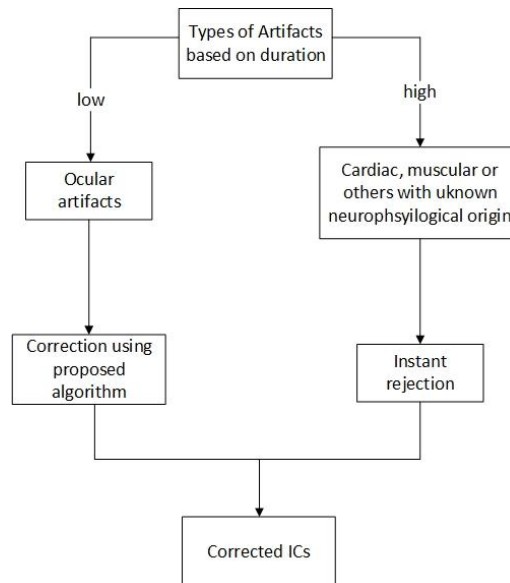 Types of Artifacts
based on duration
low
high
Ocular
artifacts
Cardiac, muscular or
others with uknown
neurophsyilogical origin
Correction using
proposed
algorithm
Instant
rejection
Corrected ICs